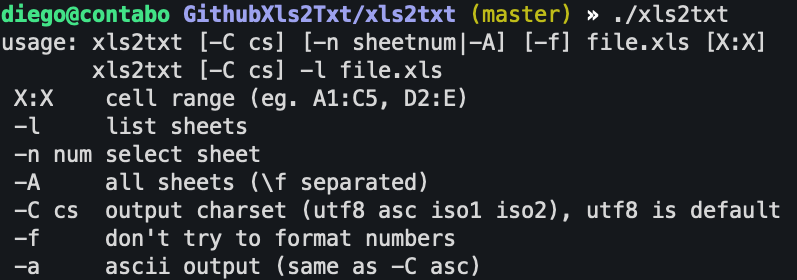 diego@contabo GithubXls2Txt/xls2txt (master) » ./xls2txt
usage: xls2txt [-C cs] [-n sheetnum|-A] [-f] file.xls [X:X]
       xls2txt [-C cs] -l file.xls
 X:X    cell range (eg. A1:C5, D2:E)
 -l     list sheets
 -n num select sheet
 -A     all sheets (\f separated)
 -C cs  output charset (utf8 asc iso1 iso2), utf8 is default
 -f     don't try to format numbers
 -a     ascii output (same as -C asc)